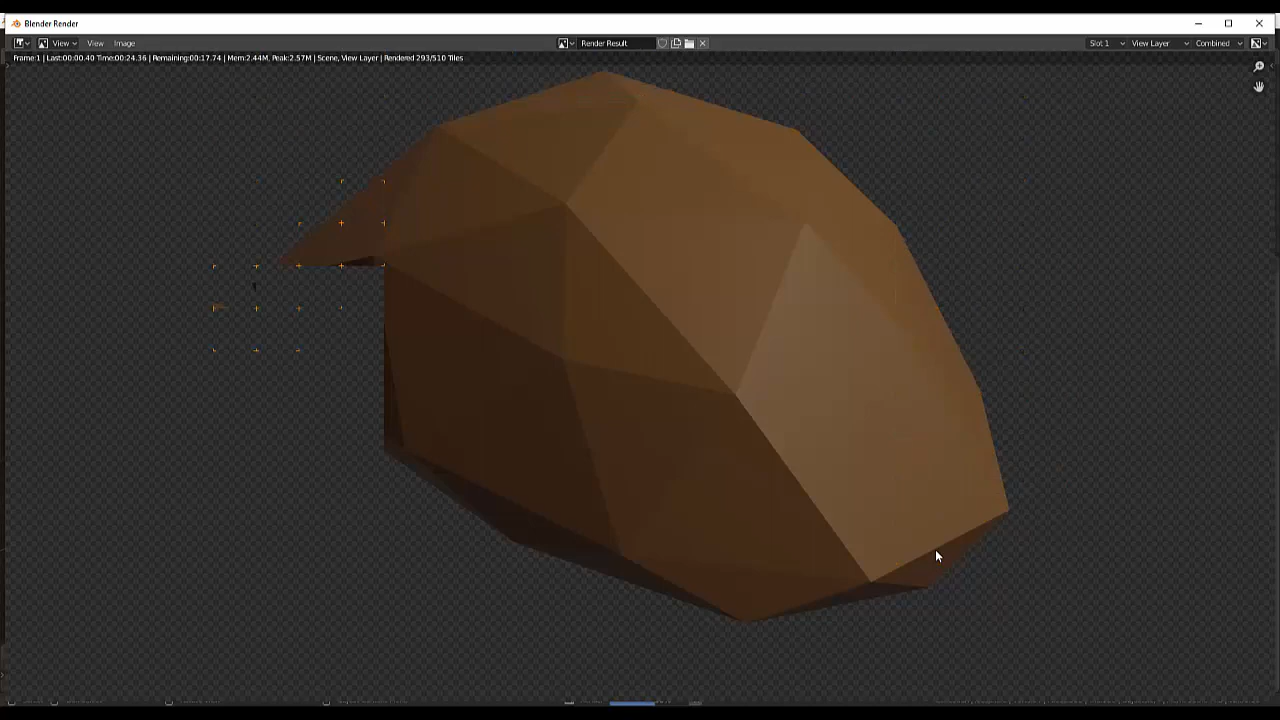 Blender Render
View View Image Render Result Slot 1 View Layer Combined
Frame:1 | Last:00:00.40 Time:00:24.36 | Remaining:00:17.74 | Mem:2.44M, Peak:2.57M | Scene, View Layer | Rendered 293/510 Tiles